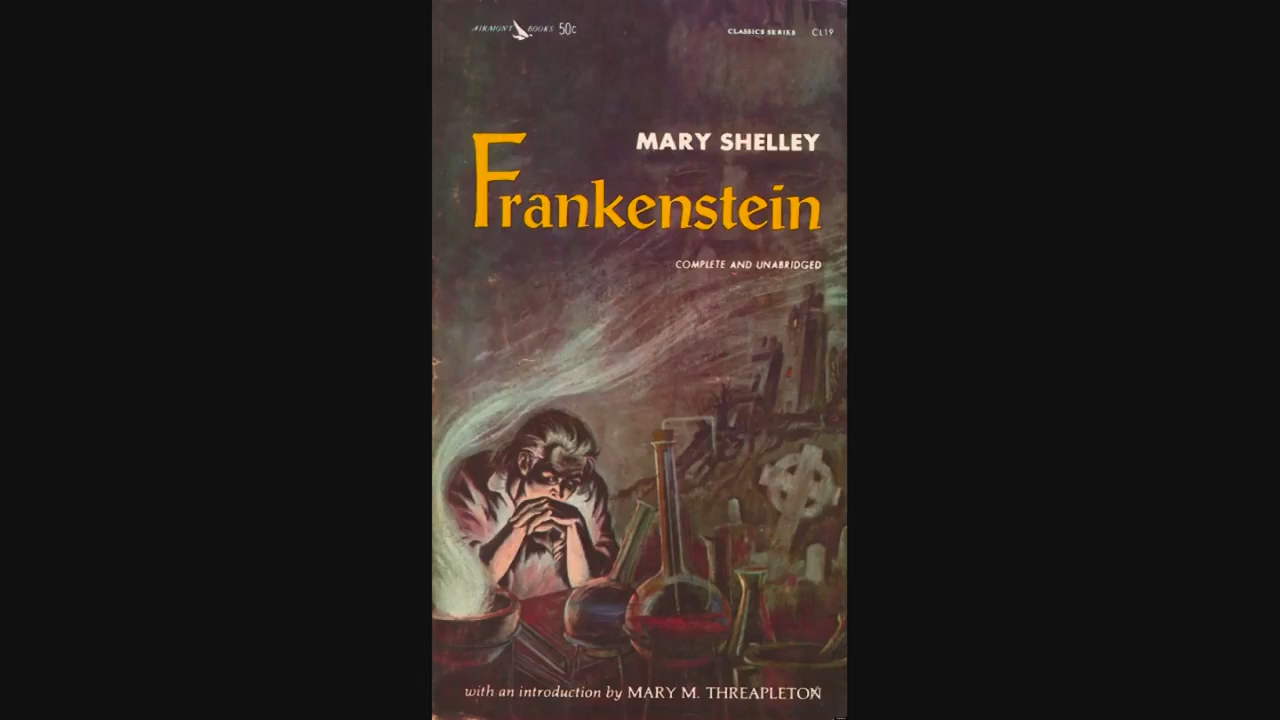 AIRMONT BOOKS 50c
CLASSICS SERIES CL19
MARY SHELLEY
Frankenstein
COMPLETE AND UNABRIDGED
with an introduction by MARY M. THREAPLETON